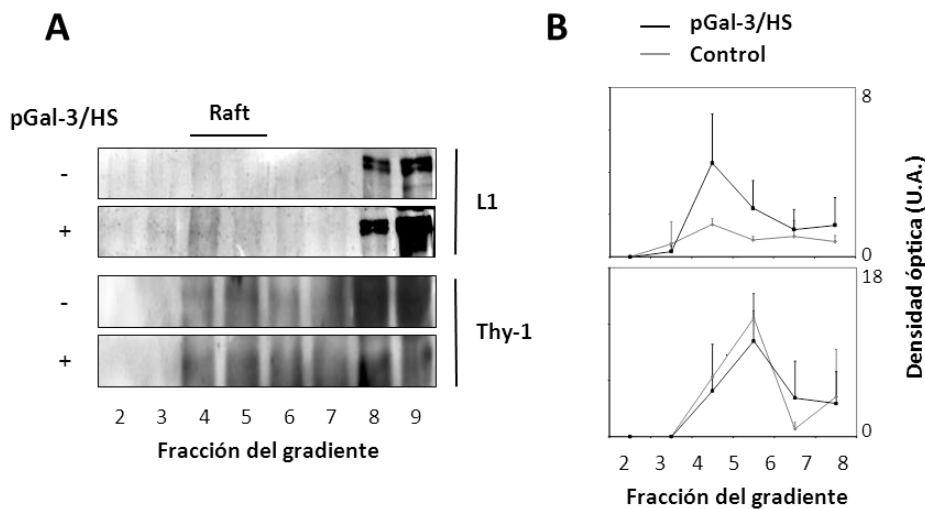 A
pGal-3/HS
Raft
-
+
L1
-
+
Thy-1
2 3 4 5 6 7 8 9
Fracción del gradiente
B
pGal-3/HS
Control
8
0
18
0
Densidad óptica (U.A.)
2 3 4 5 6 7 8
Fracción del gradiente